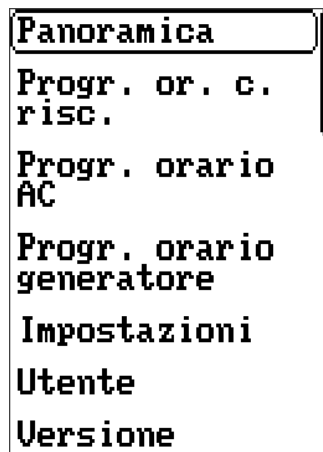 Panoramica
Progr. or. c.
risc.
Progr. orario
AC
Progr. orario
generatore
Impostazioni
Utente
Versione